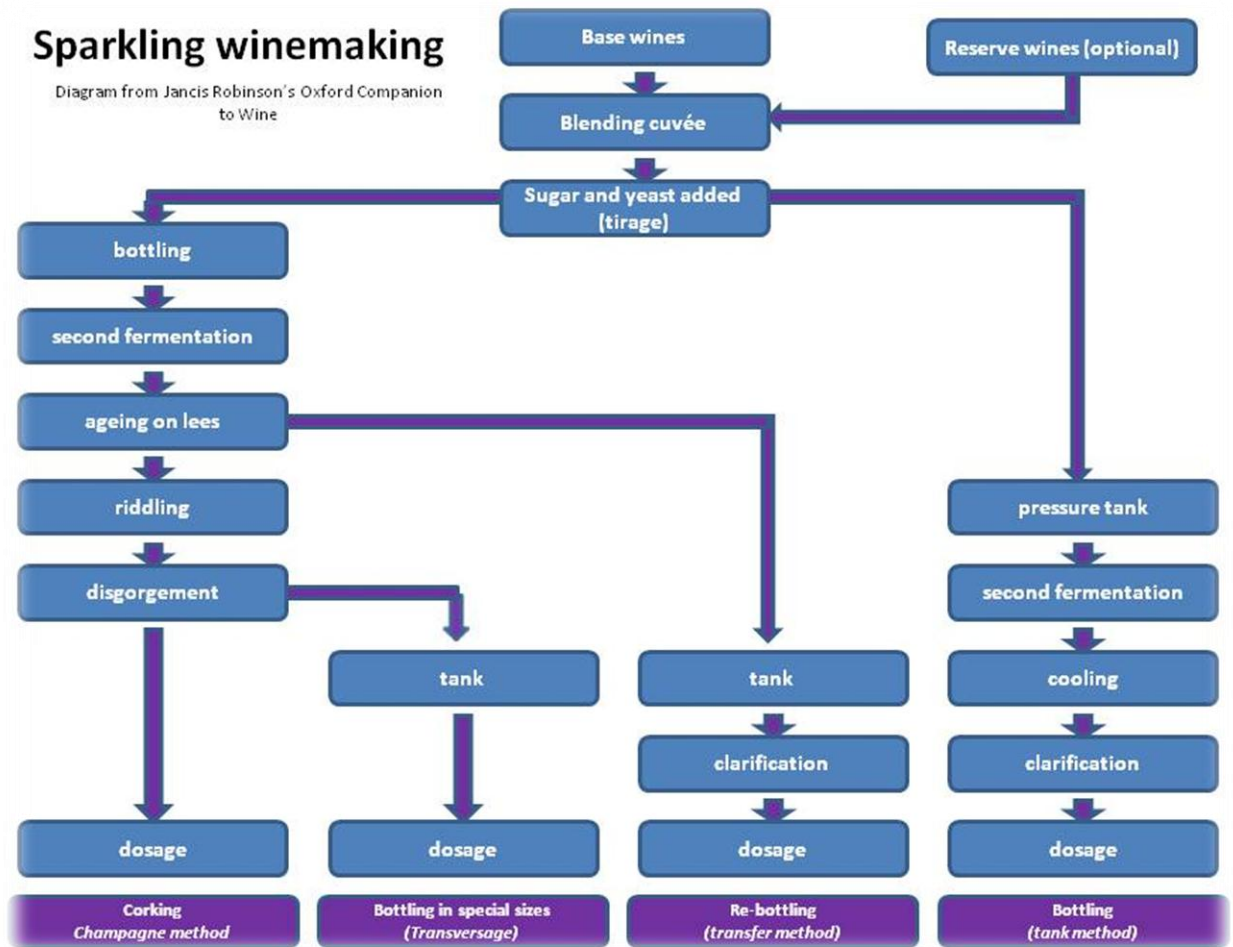 Sparkling winemaking
Diagram from Jancis Robinson's Oxford Companion
to Wine
Base wines
Reserve wines (optional)
Blending cuvée
Sugar and yeast added
(tirage)
bottling
second fermentation
ageing on lees
riddling
disgorgement
dosage
Corking
Champagne method
tank
dosage
Bottling in special sizes
(Transversage)
tank
clarification
dosage
Re-bottling
(transfer method)
pressure tank
second fermentation
cooling
clarification
dosage
Bottling
(tank method)